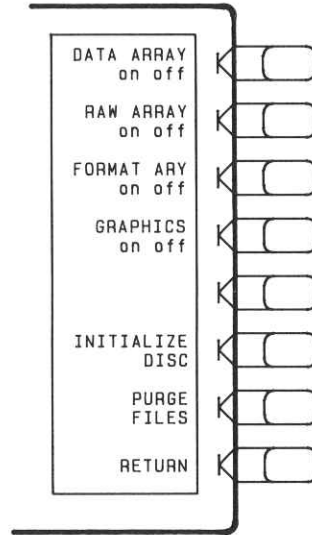 DATA ARRAY
on off
RAW ARRAY
on off
FORMAT ARY
on off
GRAPHICS
on off
INITIALIZE
DISC
PURGE
FILES
RETURN